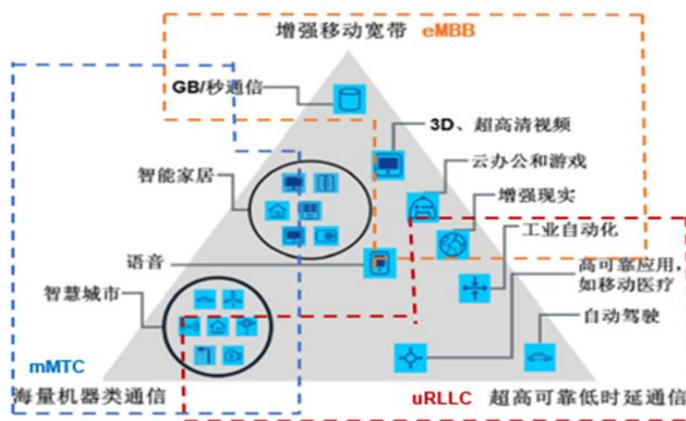 增强移动宽带 eMBB
GB/秒通信
3D、超高清视频
云办公和游戏
智能家居
增强现实
工业自动化
语音
高可靠应用，
如移动医疗
智慧城市
自动驾驶
mMTC
海量机器类通信
uRLLC 超高可靠低时延通信